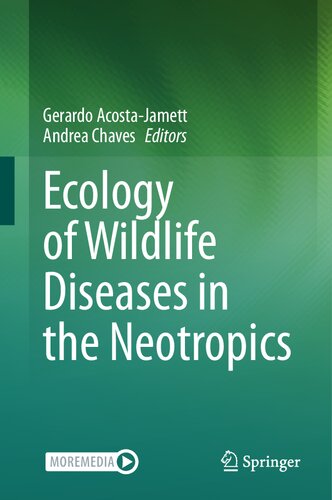 Gerardo Acosta-Jamett
Andrea Chaves Editors
Ecology
of Wildlife
Diseases in
the Neotropics
MOREMEDIA
Springer